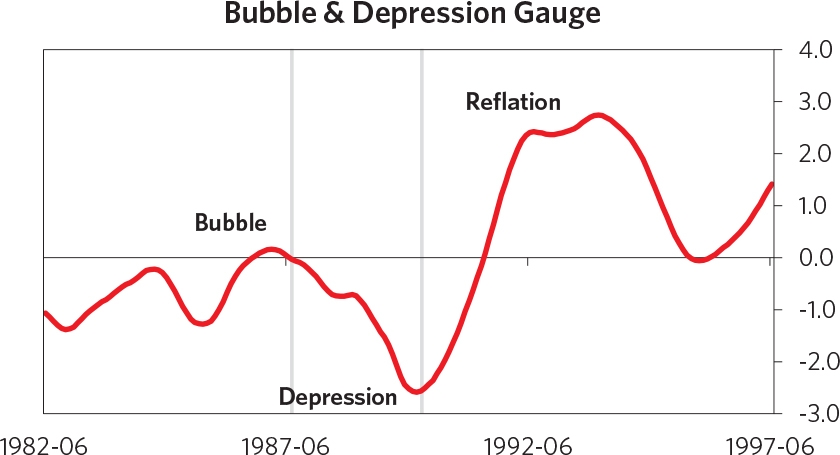 Bubble & Depression Gauge
4.0
3.0
Reflation
2.0
1.0
Bubble
0.0
-1.0
-2.0
Depression
-3.0
1982-06 1987-06 1992-06 1997-06